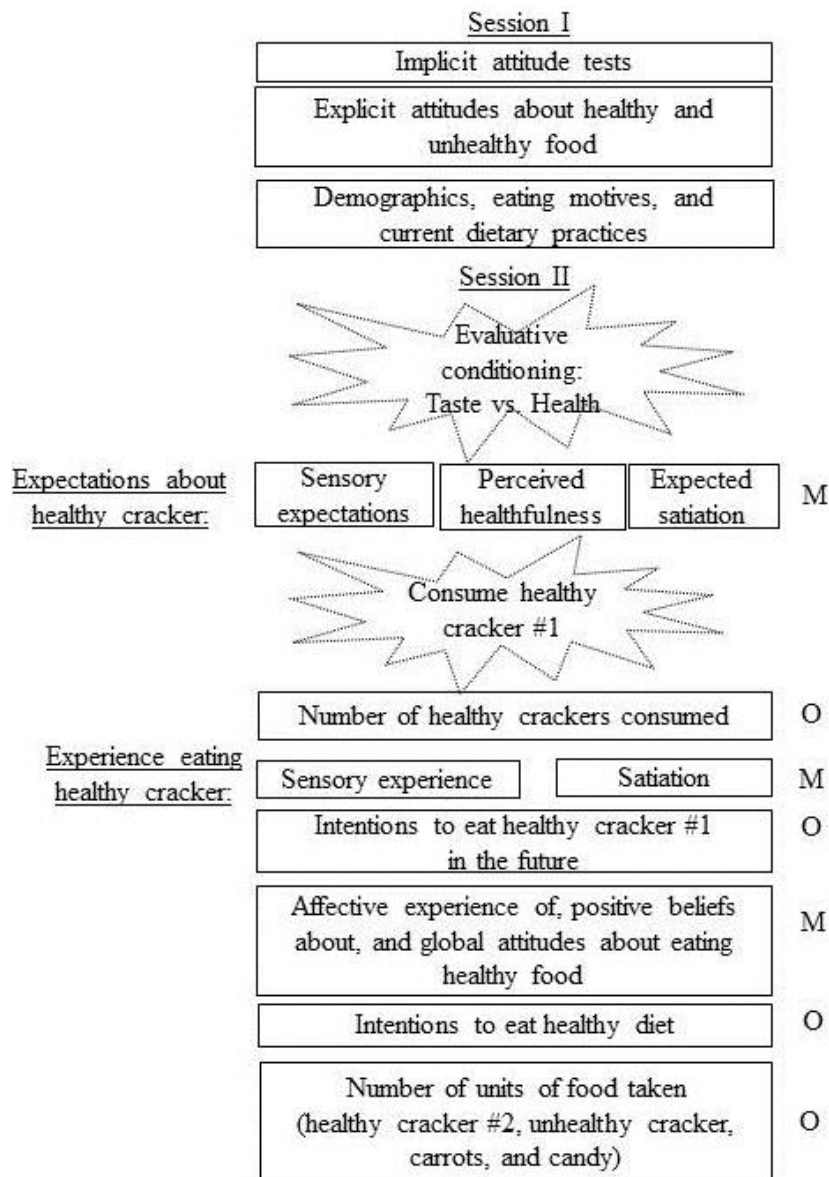 Session I
Implicit attitude tests
Explicit attitudes about healthy and
unhealthy food
Demographics, eating motives, and
current dietary practices
Session II
Evaluative
conditioning:
Taste vs. Health
Expectations about
healthy cracker:
Sensory
expectations
Perceived
healthfulness
Expected
satiation
M
Consume healthy
cracker #1
Number of healthy crackers consumed
O
Experience eating
healthy cracker:
Sensory experience
Satiation
M
Intentions to eat healthy cracker #1
in the future
O
Affective experience of, positive beliefs
about, and global attitudes about eating
healthy food
M
Intentions to eat healthy diet
O
Number of units of food taken
(healthy cracker #2, unhealthy cracker,
carrots, and candy)
O